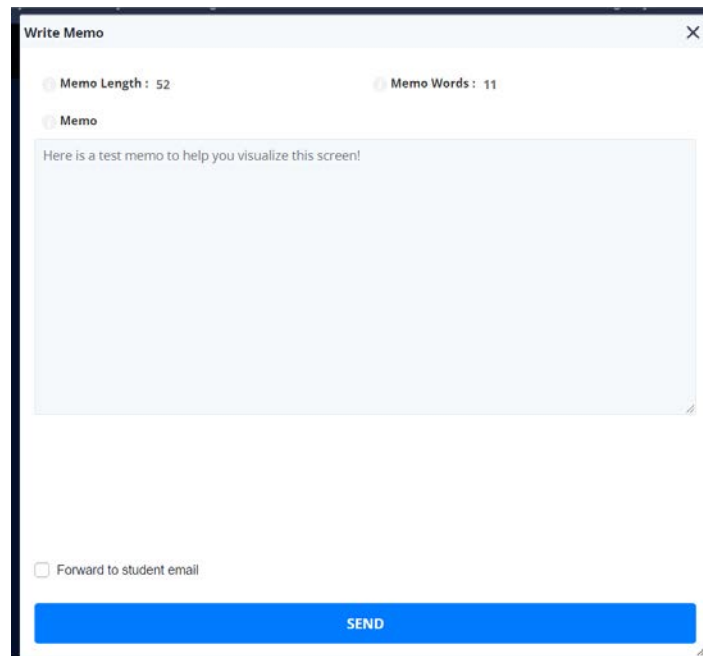 Write Memo
Memo Length : 52 Memo Words : 11
Memo
Here is a test memo to help you visualize this screen!
Forward to student email
SEND